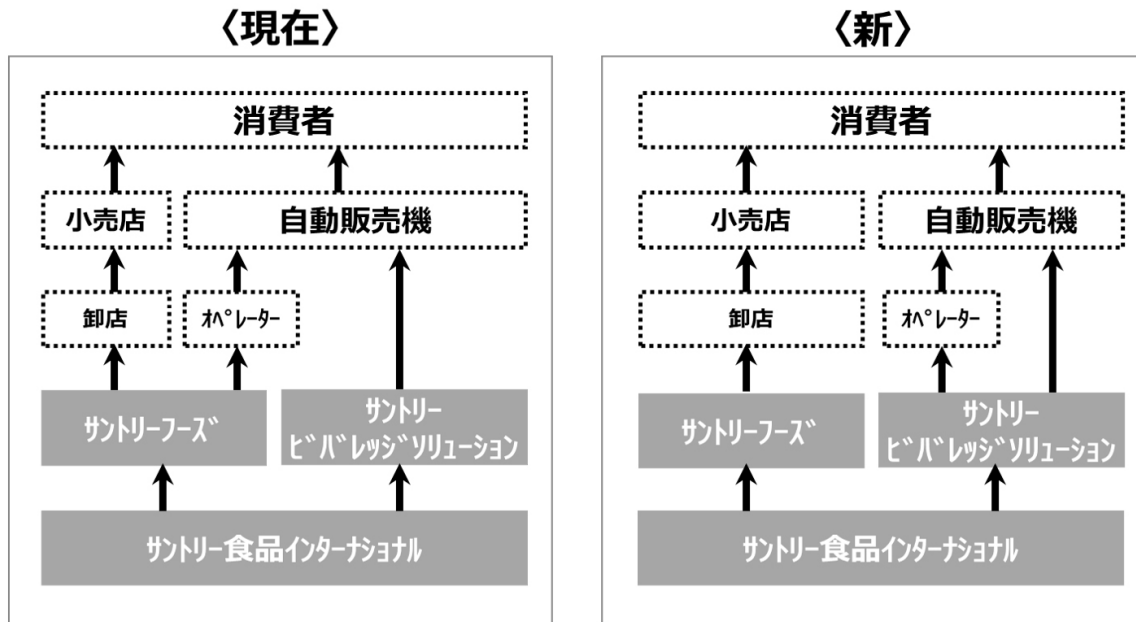 〈現在〉
消費者
小売店
自動販売機
卸店
ｵﾍﾟﾚｰﾀｰ
ｻﾝﾄﾘｰﾌｰｽﾞ
ｻﾝﾄﾘｰ
ﾋﾞﾊﾞﾚｯｼﾞｿﾘｭｰｼｮﾝ
ｻﾝﾄﾘｰ食品ｲﾝﾀｰﾅｼｮﾅﾙ
〈新〉
消費者
小売店
自動販売機
卸店
ｵﾍﾟﾚｰﾀｰ
ｻﾝﾄﾘｰﾌｰｽﾞ
ｻﾝﾄﾘｰ
ﾋﾞﾊﾞﾚｯｼﾞｿﾘｭｰｼｮﾝ
ｻﾝﾄﾘｰ食品ｲﾝﾀｰﾅｼｮﾅﾙ